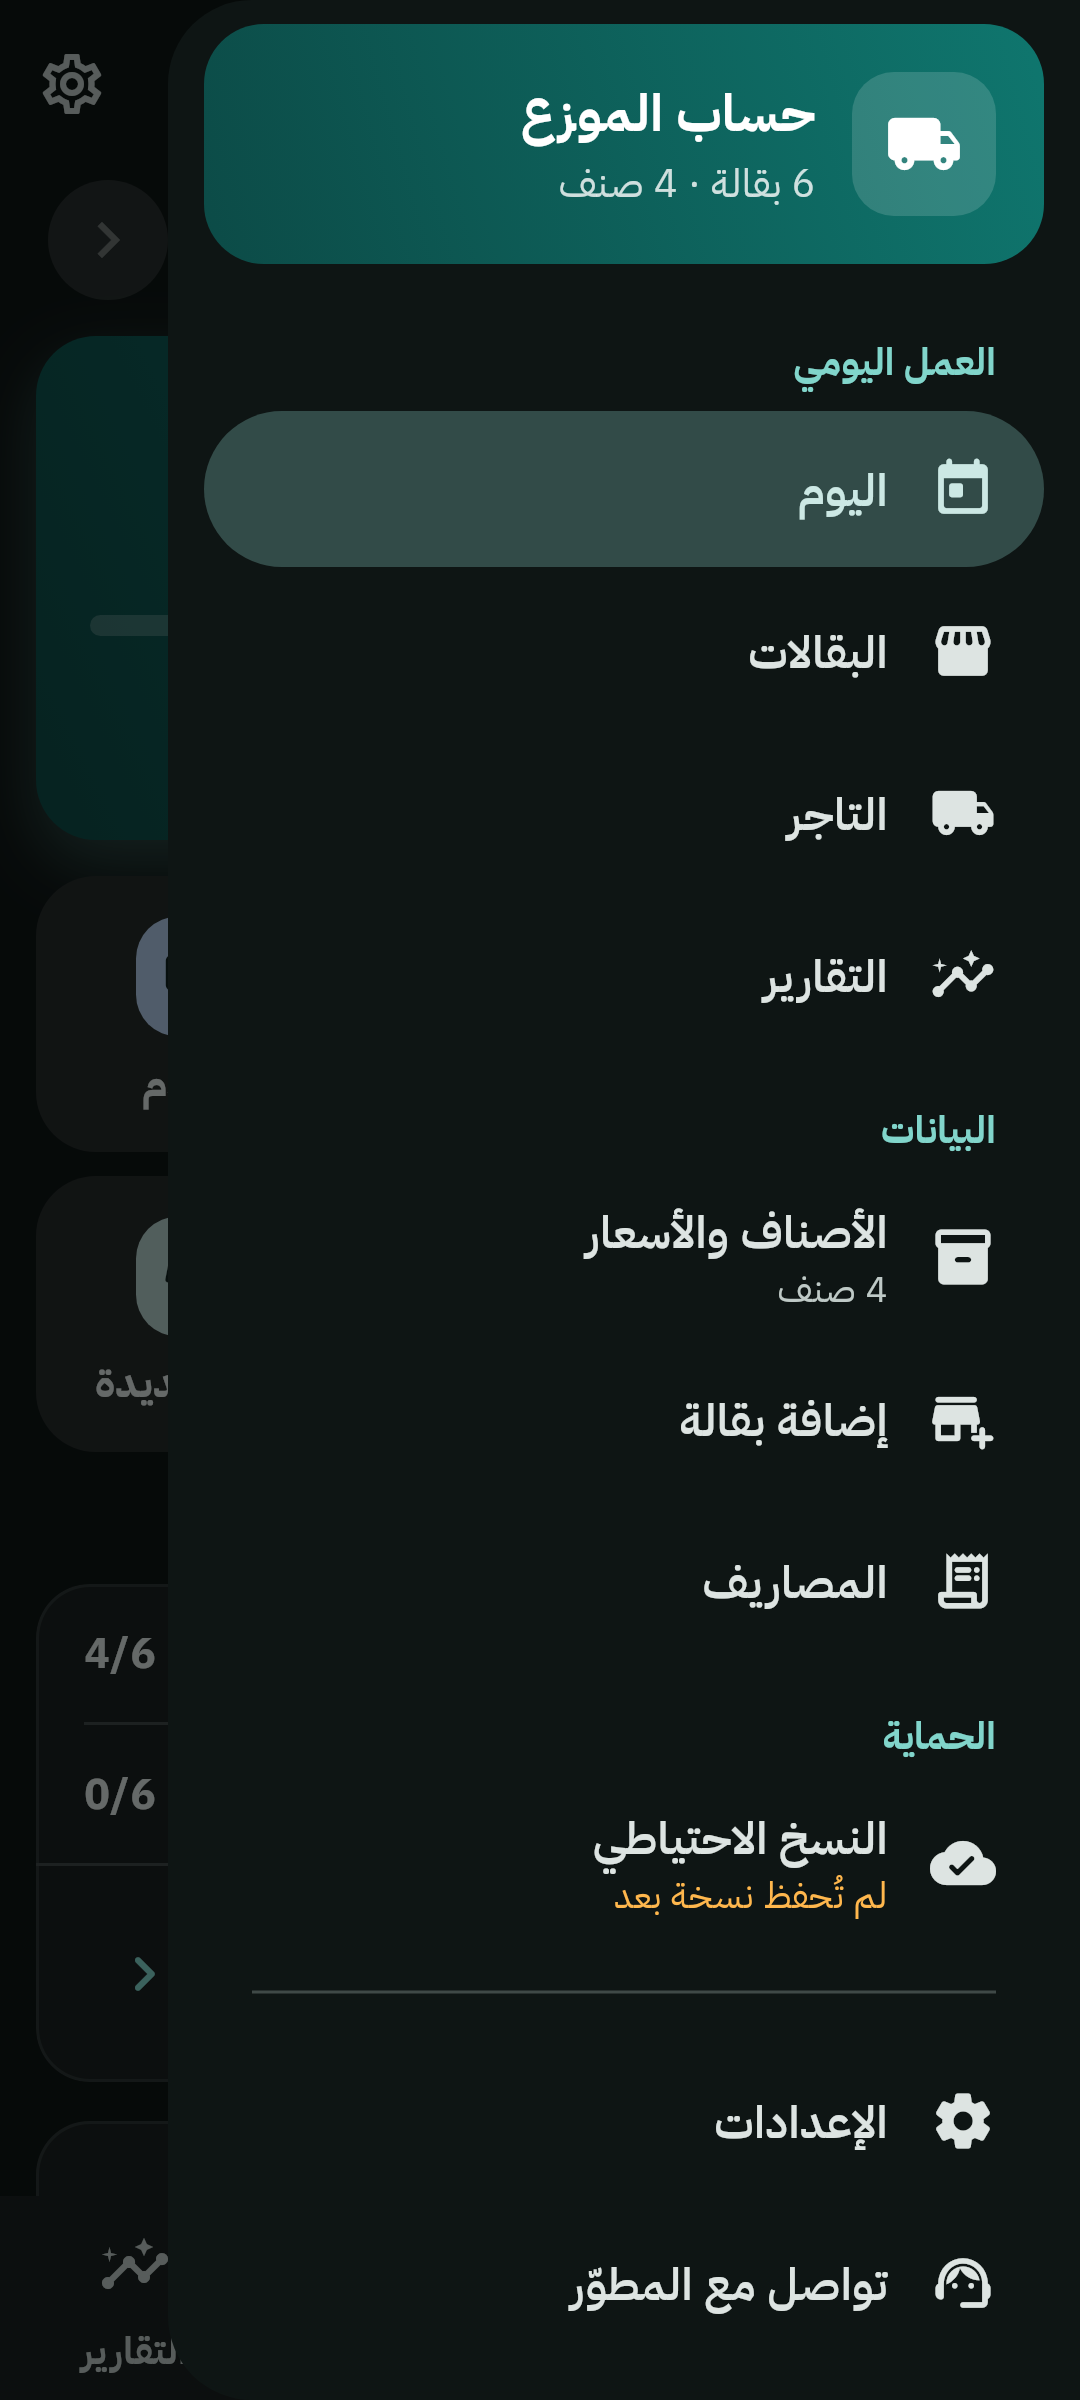 حساب الموزع
6 بقالة · 4 صنف
العمل اليومي
اليوم
البقالات
التاجر
التقارير
البيانات
الأصناف والأسعار
4 صنف
إضافة بقالة
المصاريف
الحماية
النسخ الاحتياطي
لم تُحفظ نسخة بعد
الإعدادات
تواصل مع المطوّر
4/6
0/6
التقارير